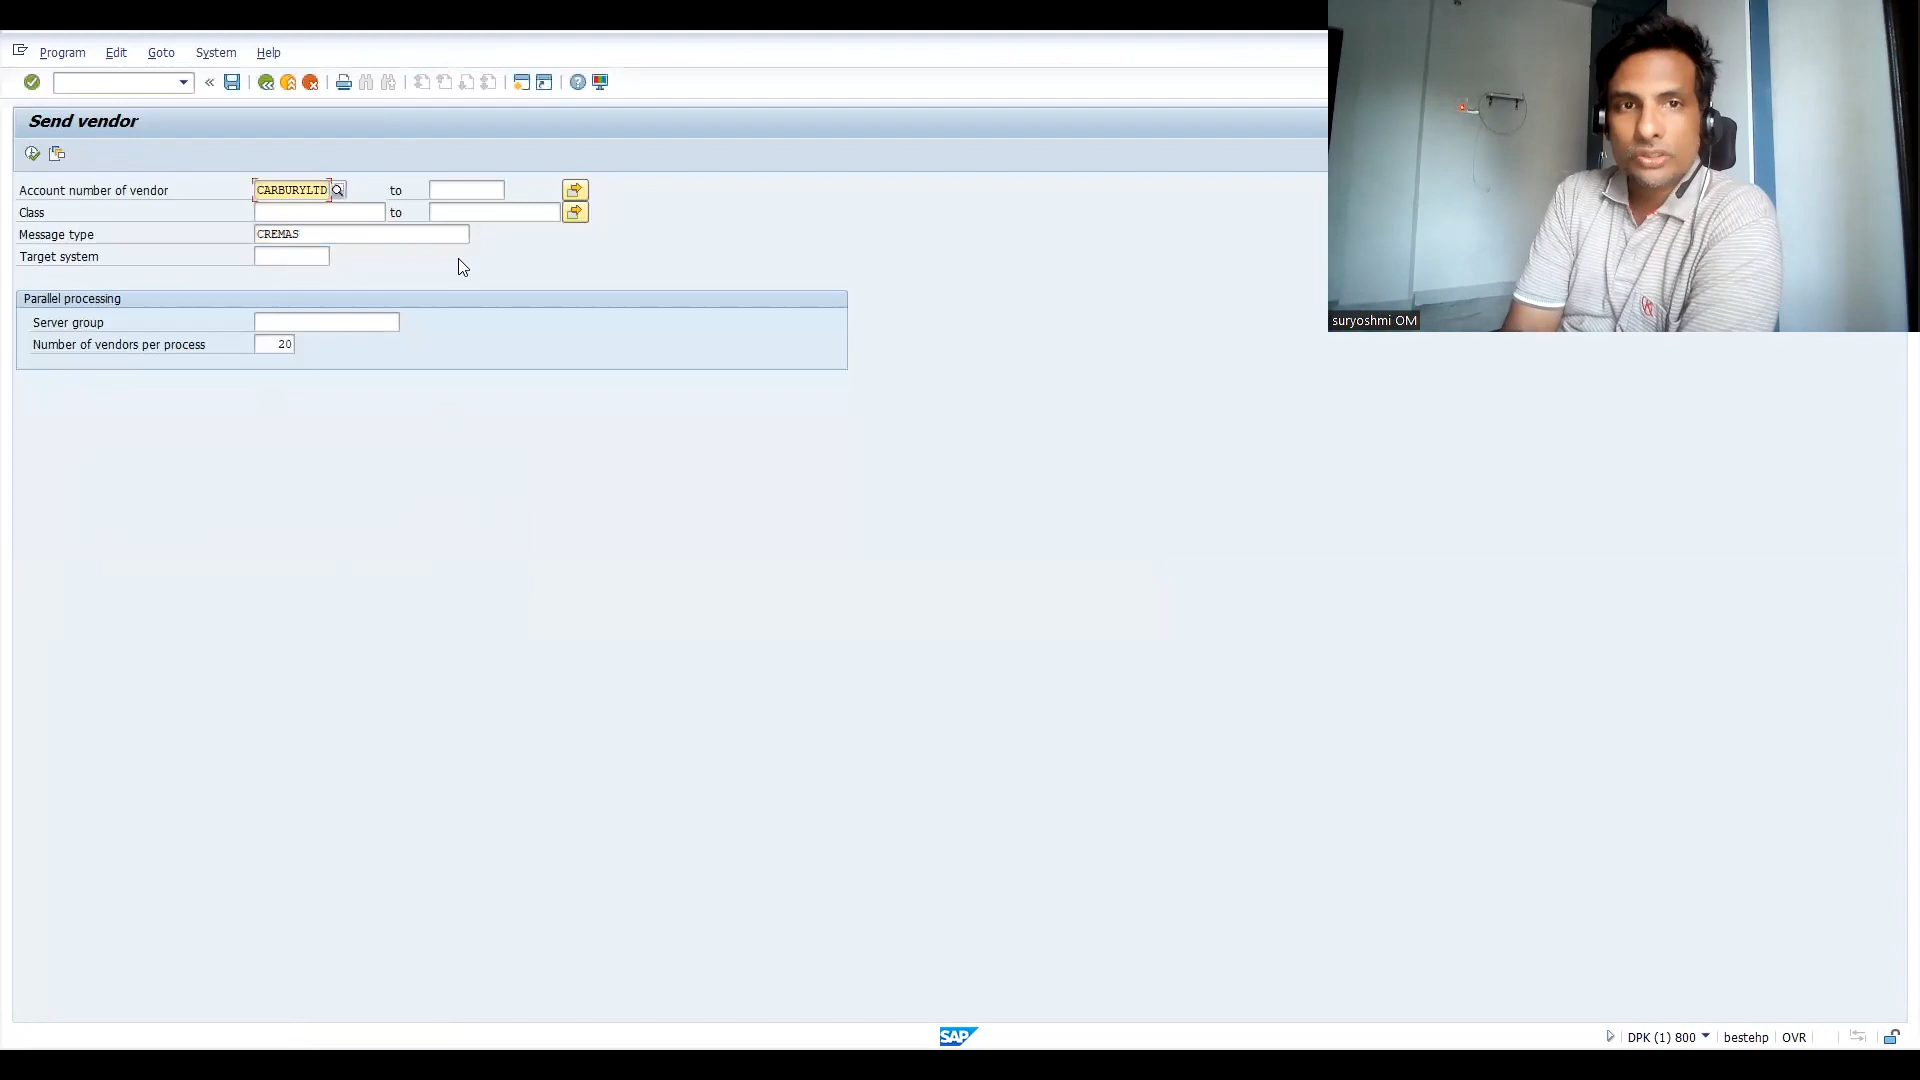 Program Edit Goto System Help
Send vendor
Account number of vendor CARBURYLTD to
Class to
Message type CREMAS
Target system
Parallel processing
Server group
Number of vendors per process 20
suryoshmi OM
SAP
DPK (1) 800 bestehp OVR